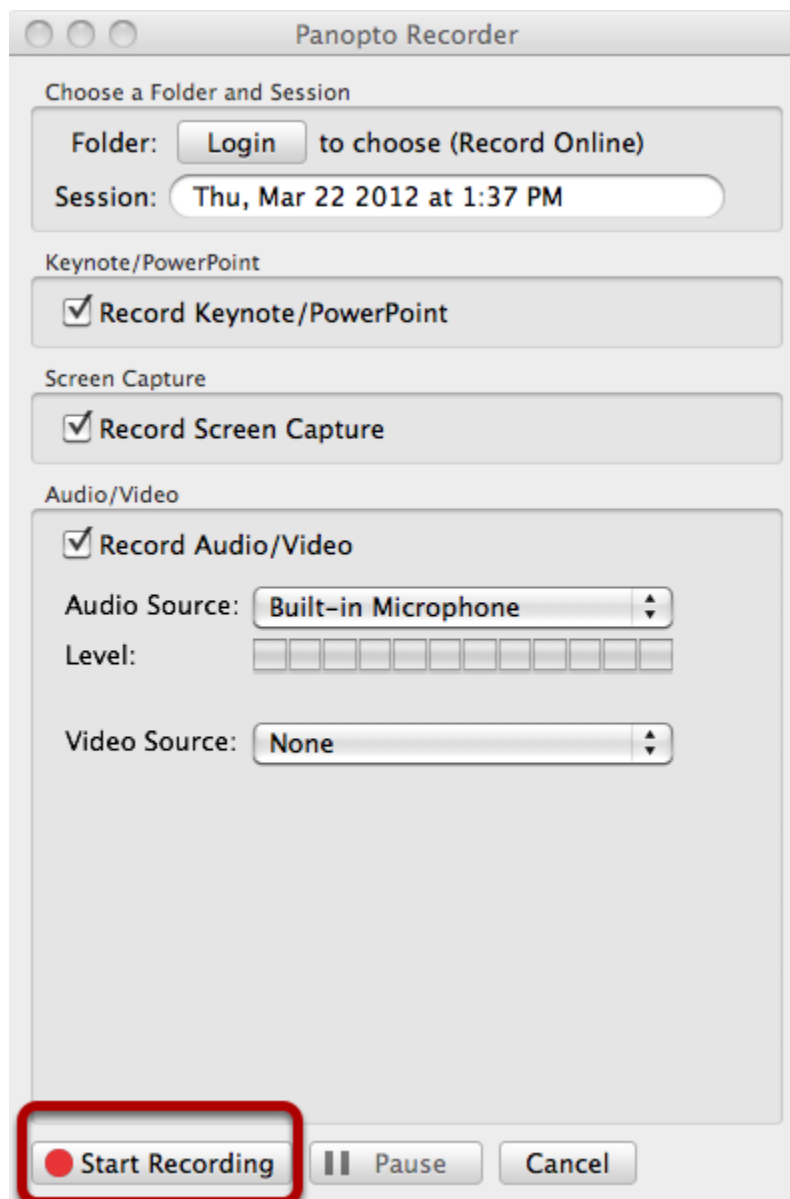 Panopto Recorder
Choose a Folder and Session
Folder: Login to choose (Record Online)
Session: Thu, Mar 22 2012 at 1:37 PM
Keynote/PowerPoint
Record Keynote/PowerPoint
Screen Capture
Record Screen Capture
Audio/Video
Record Audio/Video
Audio Source: Built-in Microphone
Level:
Video Source: None
Start Recording Pause Cancel